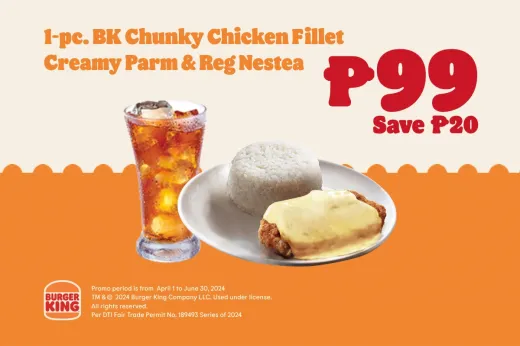 1-pc. BK Chunky Chicken Fillet
Creamy Parm & Reg Nestea
₱99
Save ₱20
BURGER
KING
Promo period is from April 1 to June 30, 2024
TM & © 2024 Burger King Company LLC. Used under license.
All rights reserved.
Per DTI Fair Trade Permit No. 189493 Series of 2024